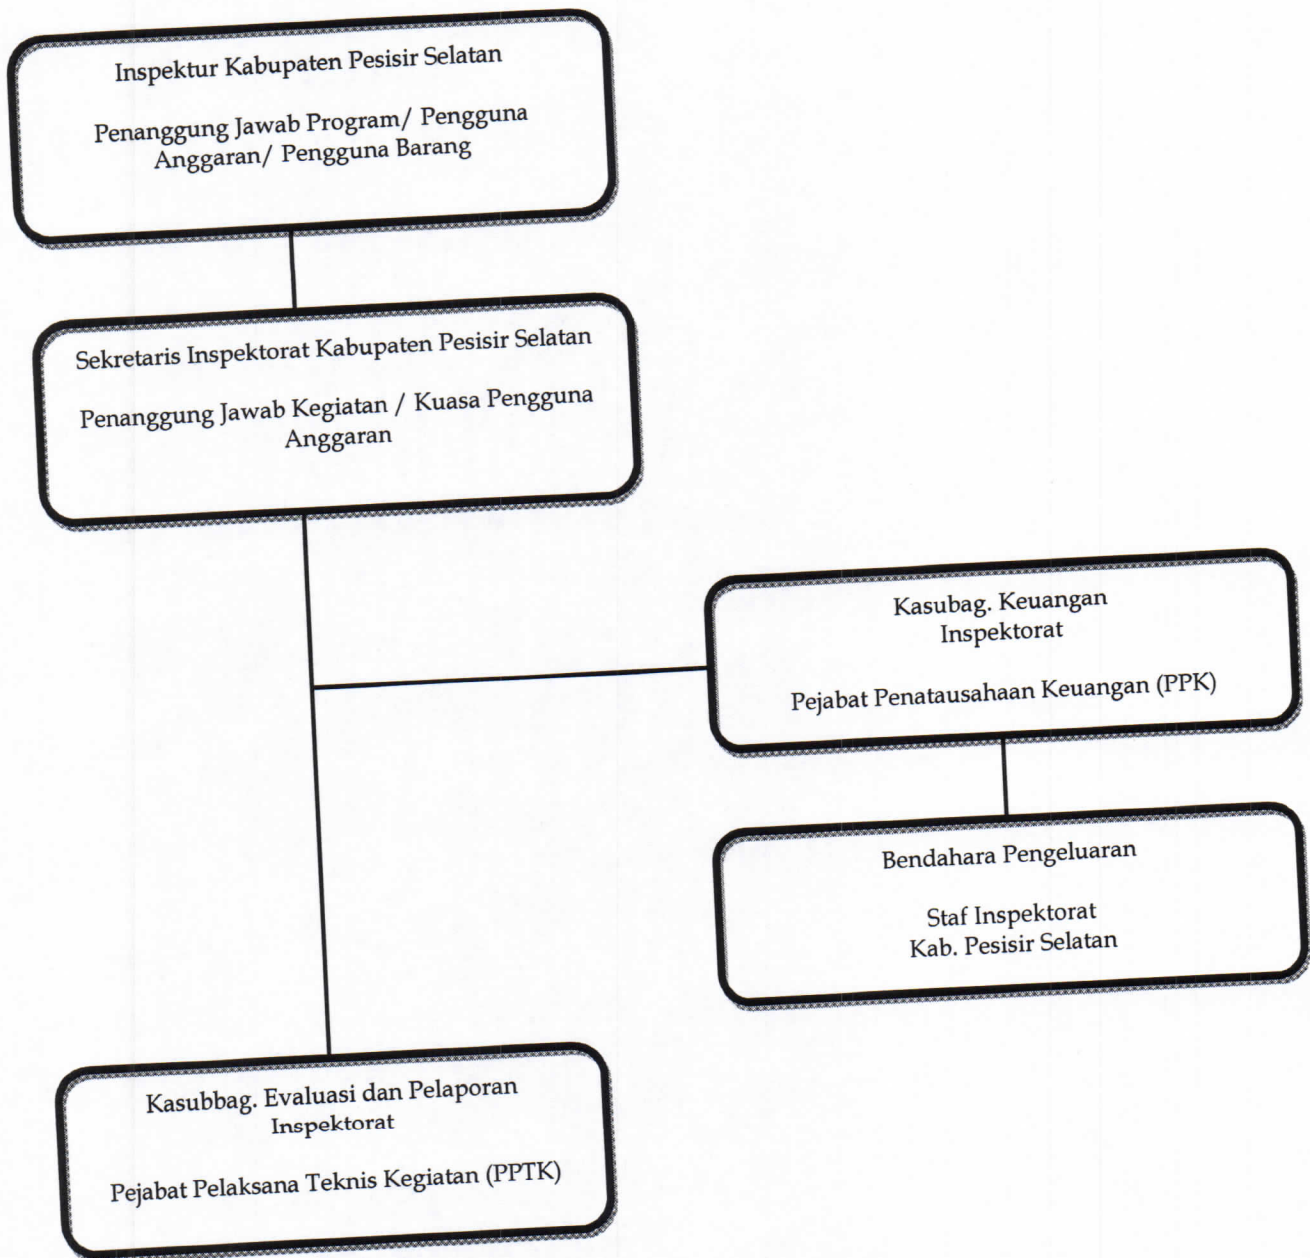 Inspektur Kabupaten Pesisir Selatan
Penanggung Jawab Program/ Pengguna
Anggaran/ Pengguna Barang
Sekretaris Inspektorat Kabupaten Pesisir Selatan
Penanggung Jawab Kegiatan / Kuasa Pengguna
Anggaran
Kasubag. Keuangan
Inspektorat
Pejabat Penatausahaan Keuangan (PPK)
Bendahara Pengeluaran
Staf Inspektorat
Kab. Pesisir Selatan
Kasubbag. Evaluasi dan Pelaporan
Inspektorat
Pejabat Pelaksana Teknis Kegiatan (PPTK)